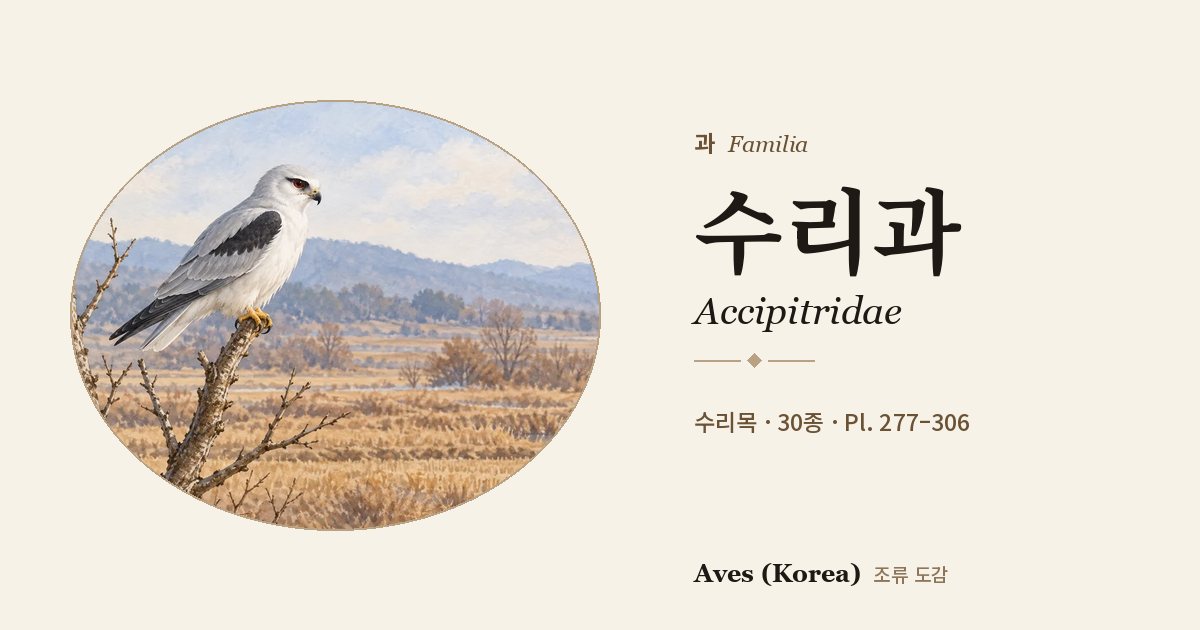 과 Familia
수리과
Accipitridae
수리목 · 30종 · Pl. 277–306
Aves (Korea) 조류 도감